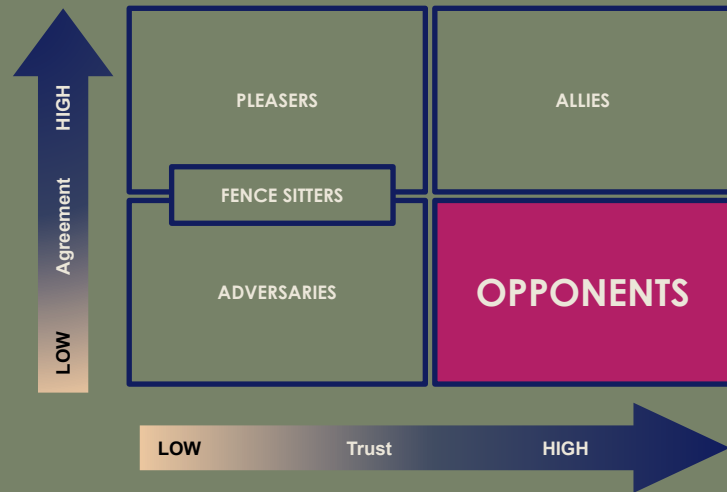 HIGH
Agreement
LOW
PLEASERS
ALLIES
FENCE SITTERS
ADVERSARIES
OPPONENTS
LOW
Trust
HIGH